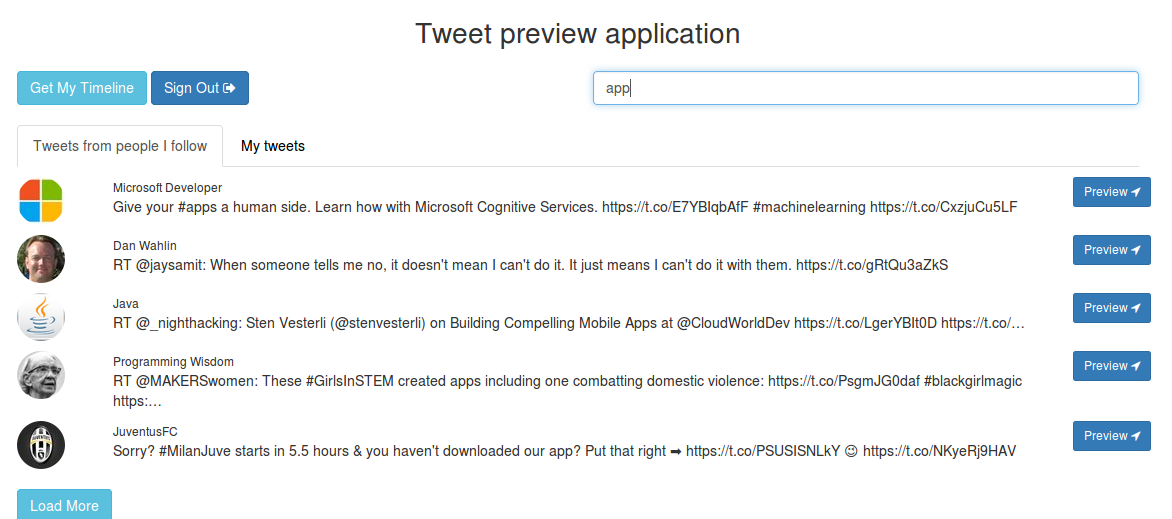 Tweet preview application
Get My Timeline Sign Out app
Tweets from people I follow My tweets
Microsoft Developer
Give your #apps a human side. Learn how with Microsoft Cognitive Services. https://t.co/E7YBIqbAfF #machinelearning https://t.co/CxzjuCu5LF
Preview
Dan Wahlin
RT @jaysamit: When someone tells me no, it doesn't mean I can't do it. It just means I can't do it with them. https://t.co/gRtQu3aZkS
Preview
Java
RT @_nighthacking: Sten Vesterli (@stenvesterli) on Building Compelling Mobile Apps at @CloudWorldDev https://t.co/LgerYBIt0D https://t.co/…
Preview
Programming Wisdom
RT @MAKERSwomen: These #GirlsInSTEM created apps including one combatting domestic violence: https://t.co/PsgmJG0daf #blackgirlmagic
https:…
Preview
JuventusFC
Sorry? #MilanJuve starts in 5.5 hours & you haven't downloaded our app? Put that right ➡ https://t.co/PSUSISNLkY 😉 https://t.co/NKyeRj9HAV
Preview
Load More